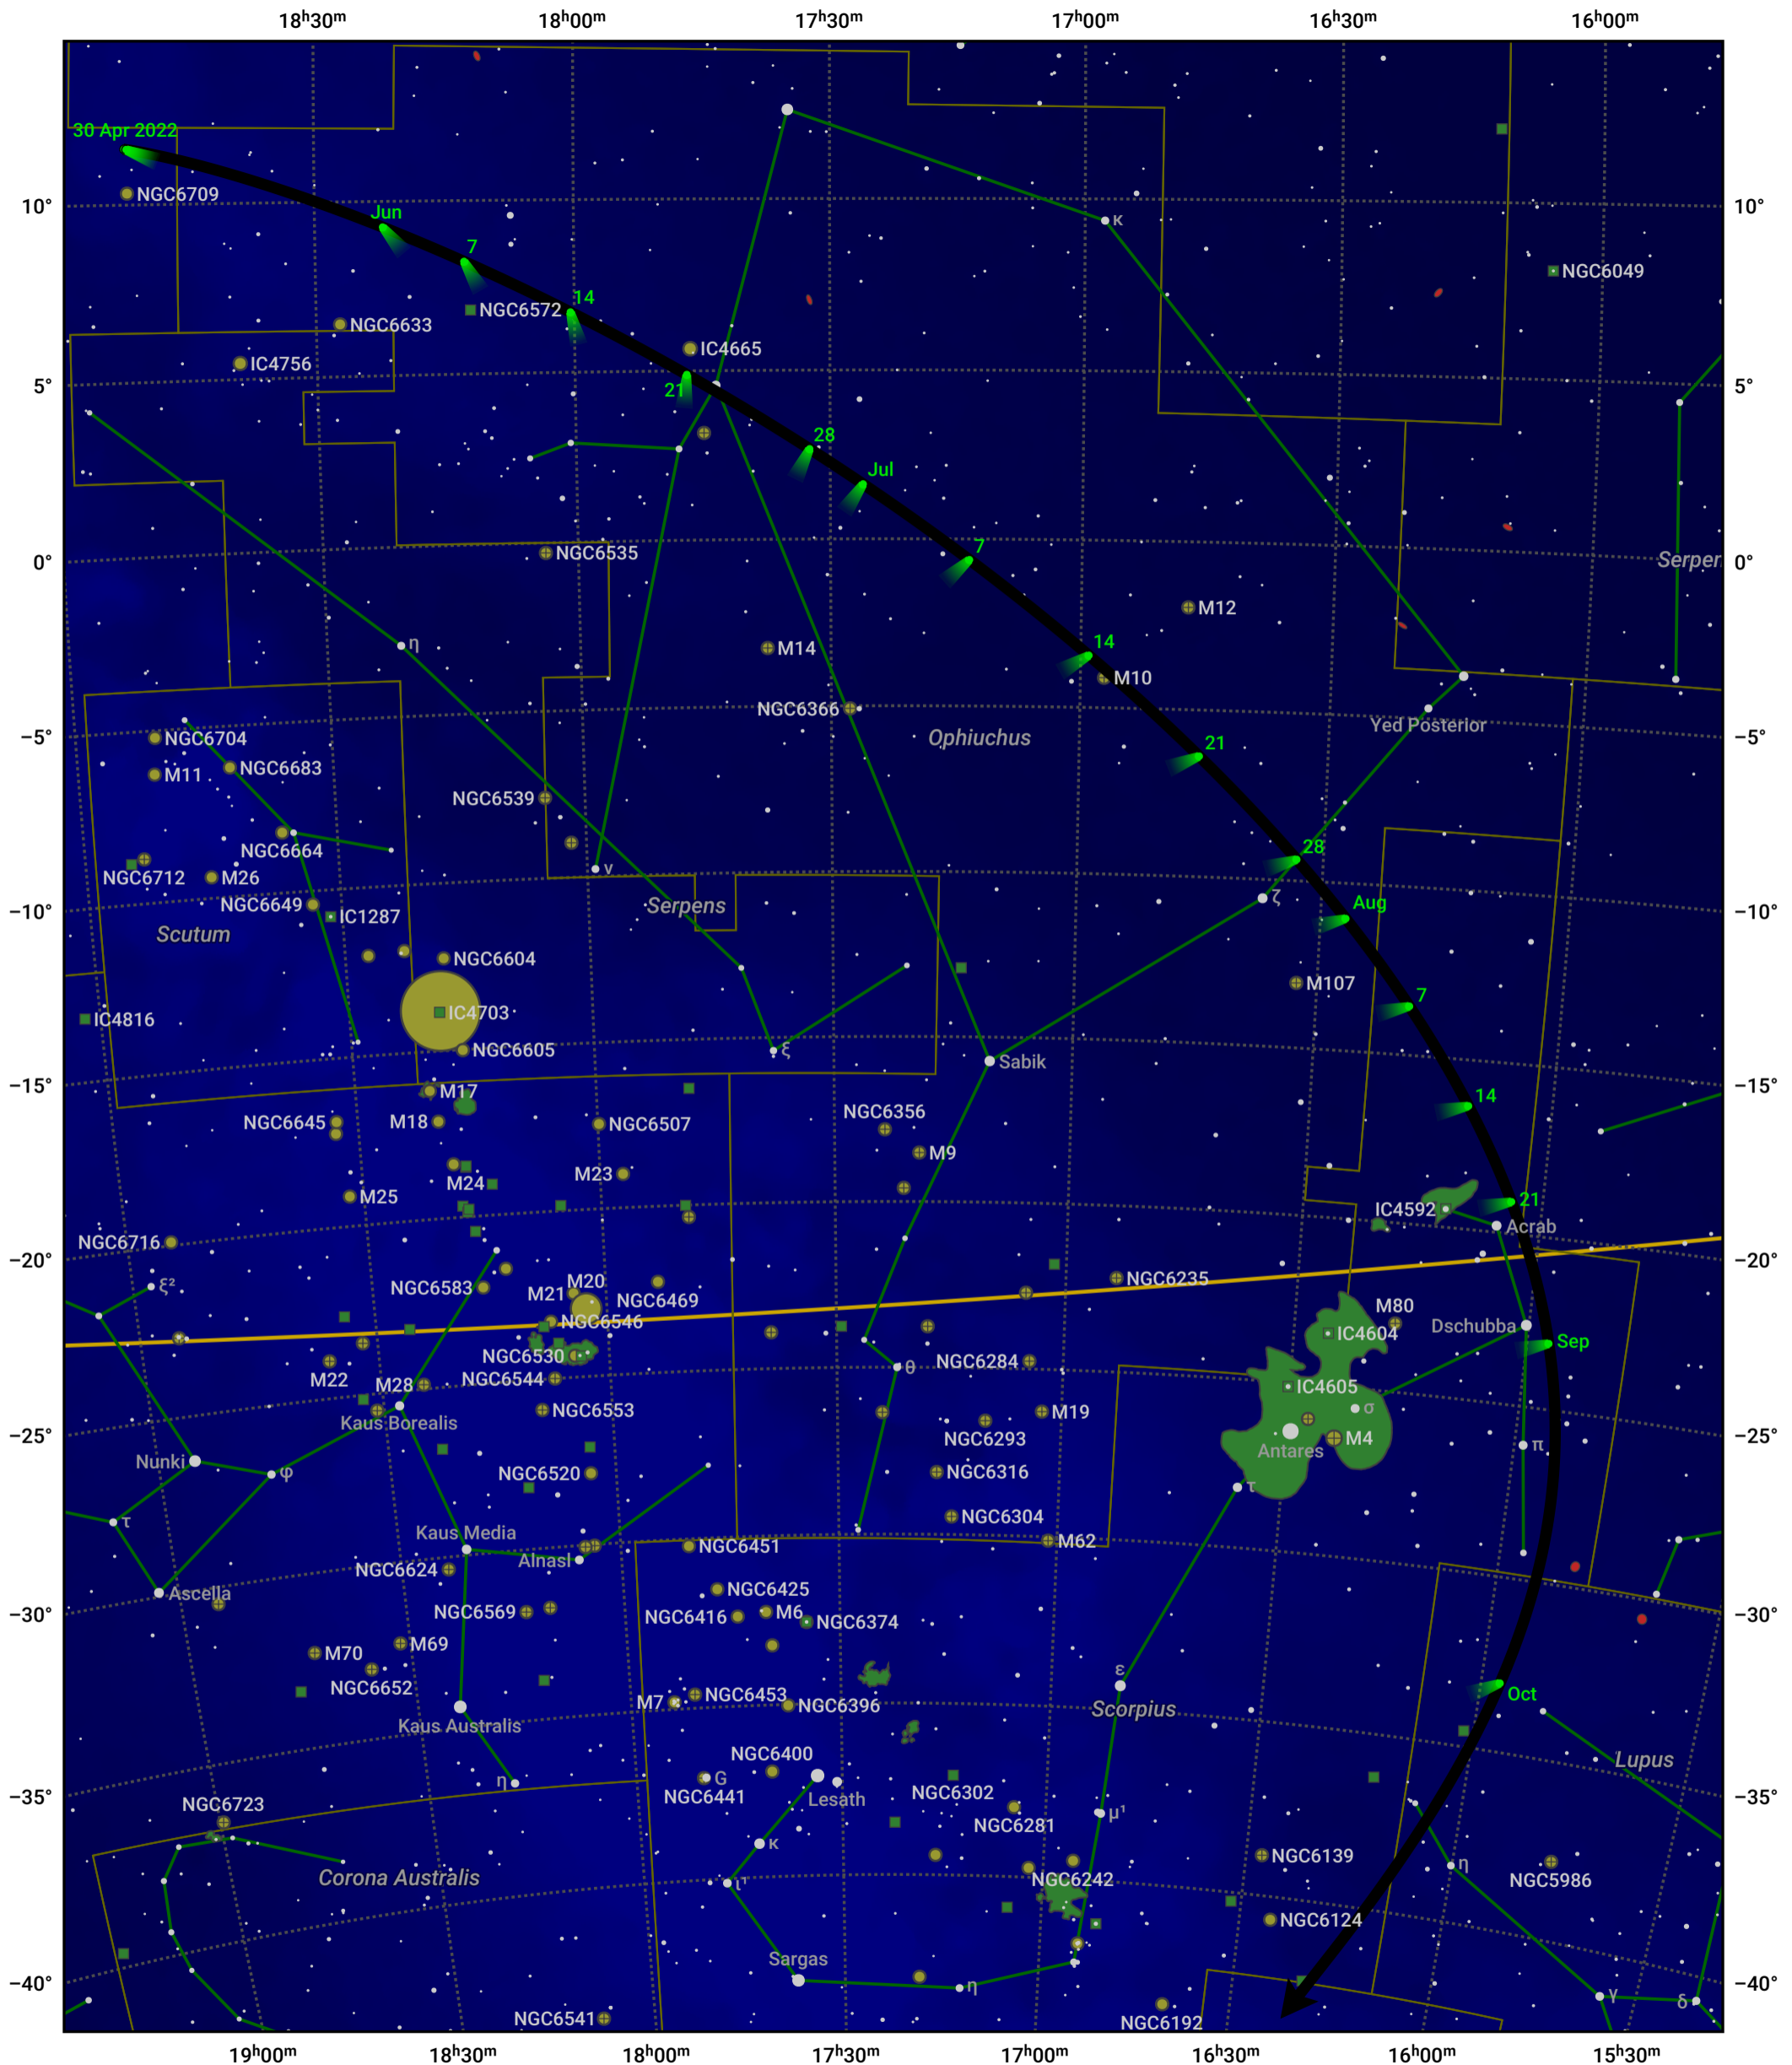 18h30m 18h00m 17h30m 17h00m 16h30m 16h00m
30 Apr 2022
NGC6709
10° 10°
Jun
7
NGC6049
14
NGC6572
NGC6633
IC4665
IC4756
5° 5°
21
28
Jul
7
NGC6535
0° Serpen 0°
M12
η
M14
14
M10
NGC6366
Yed Posterior
−5° NGC6704 Ophiuchus 21 −5°
NGC6683
M11
NGC6539
NGC6664 28
ν
NGC6712 M26
ζ
NGC6649 Serpens Aug
−10° IC1287 −10°
Scutum
NGC6604
M107
7
IC4703
IC4816
NGC6605 ξ
Sabik
−15° M17 −15°
14
NGC6356
NGC6645 M18 NGC6507
M9
M23
M24
M25
21
IC4592
Acrab
NGC6716
−20° −20°
NGC6235
M20
ξ² NGC6583 M21
NGC6469
M80
NGC6546 Dschubba
IC4604
Sep
NGC6530
NGC6284
θ
M22 NGC6544
M28 IC4605
σ
NGC6553 M19
Kaus Borealis
−25° NGC6293 M4 −25°
π
Antares
Nunki
φ NGC6520 NGC6316
τ
τ NGC6304
Kaus Media
M62
NGC6451
Alnasl
NGC6624
NGC6425
Ascella
NGC6569 M6
−30° NGC6416 −30°
NGC6374
M69
M70
ε
NGC6652
NGC6453 Oct
M7
NGC6396 Scorpius
Kaus Australis
NGC6400 Lupus
G
η
NGC6302
−35° NGC6441 Lesath −35°
NGC6723 μ¹
NGC6281
κ
NGC6139
η
Corona Australis NGC6242 NGC5986
ι¹
NGC6124
Sargas
−40° η −40°
γ
δ
NGC6541 NGC6192
19h00m 18h30m 18h00m 17h30m 17h00m 16h30m 16h00m 15h30m
κ